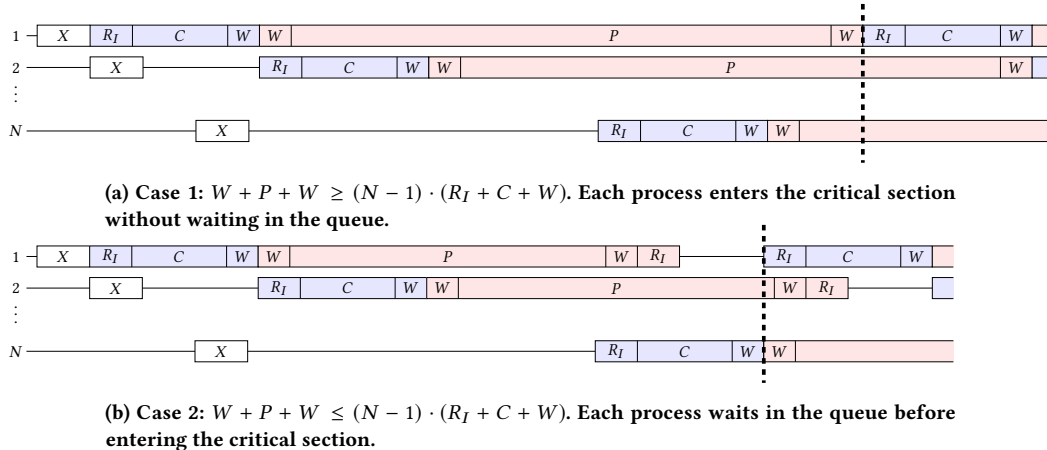 1 X R_I C W W P W R_I C W
2 X R_I C W W P W
⋮
N X R_I C W W
(a) Case 1: W + P + W ≥ (N − 1) · (R_I + C + W). Each process enters the critical section
without waiting in the queue.
1 X R_I C W W P W R_I R_I C W
2 X R_I C W W P W R_I
⋮
N X R_I C W W
(b) Case 2: W + P + W ≤ (N − 1) · (R_I + C + W). Each process waits in the queue before
entering the critical section.